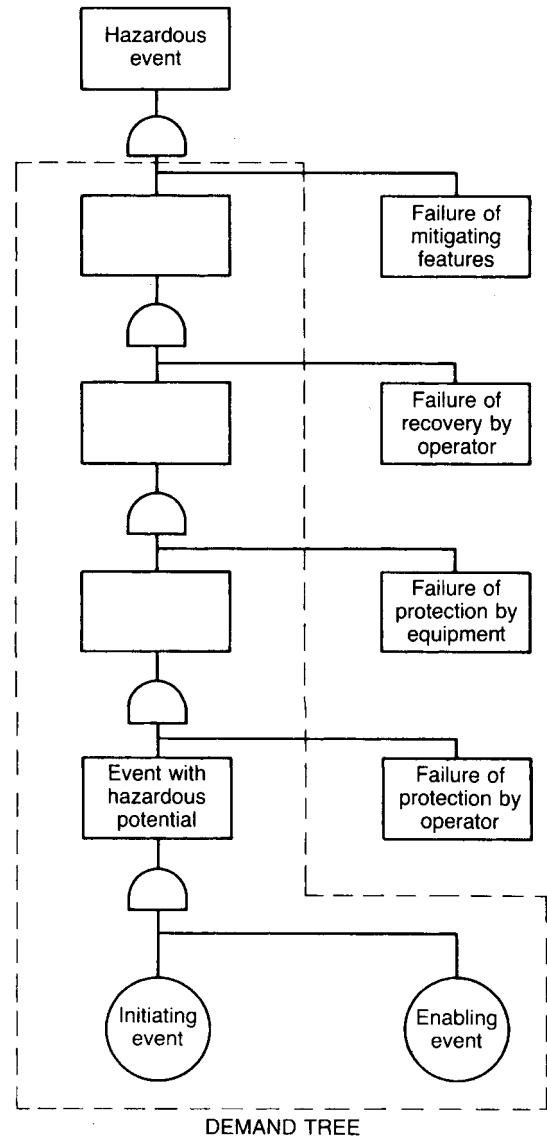 Hazardous
event
Failure of
mitigating
features
Failure of
recovery by
operator
Failure of
protection by
equipment
Event with
hazardous
potential
Failure of
protection by
operator
Initiating
event
Enabling
event
DEMAND TREE